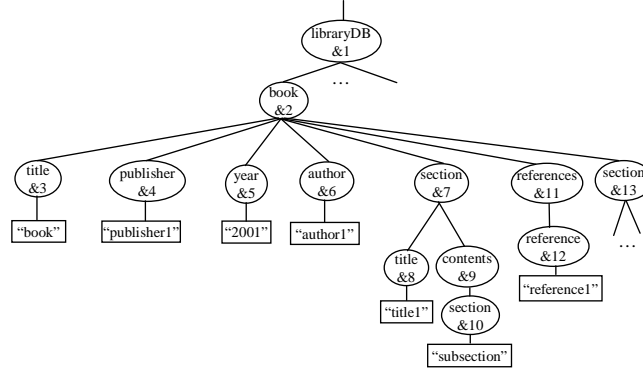 libraryDB
&1
...
book
&2
title
&3
publisher
&4
year
&5
author
&6
section
&7
references
&11
section
&13
“book”
“publisher1”
“2001”
“author1”
reference
&12
...
title
&8
contents
&9
“reference1”
“title1”
section
&10
“subsection”